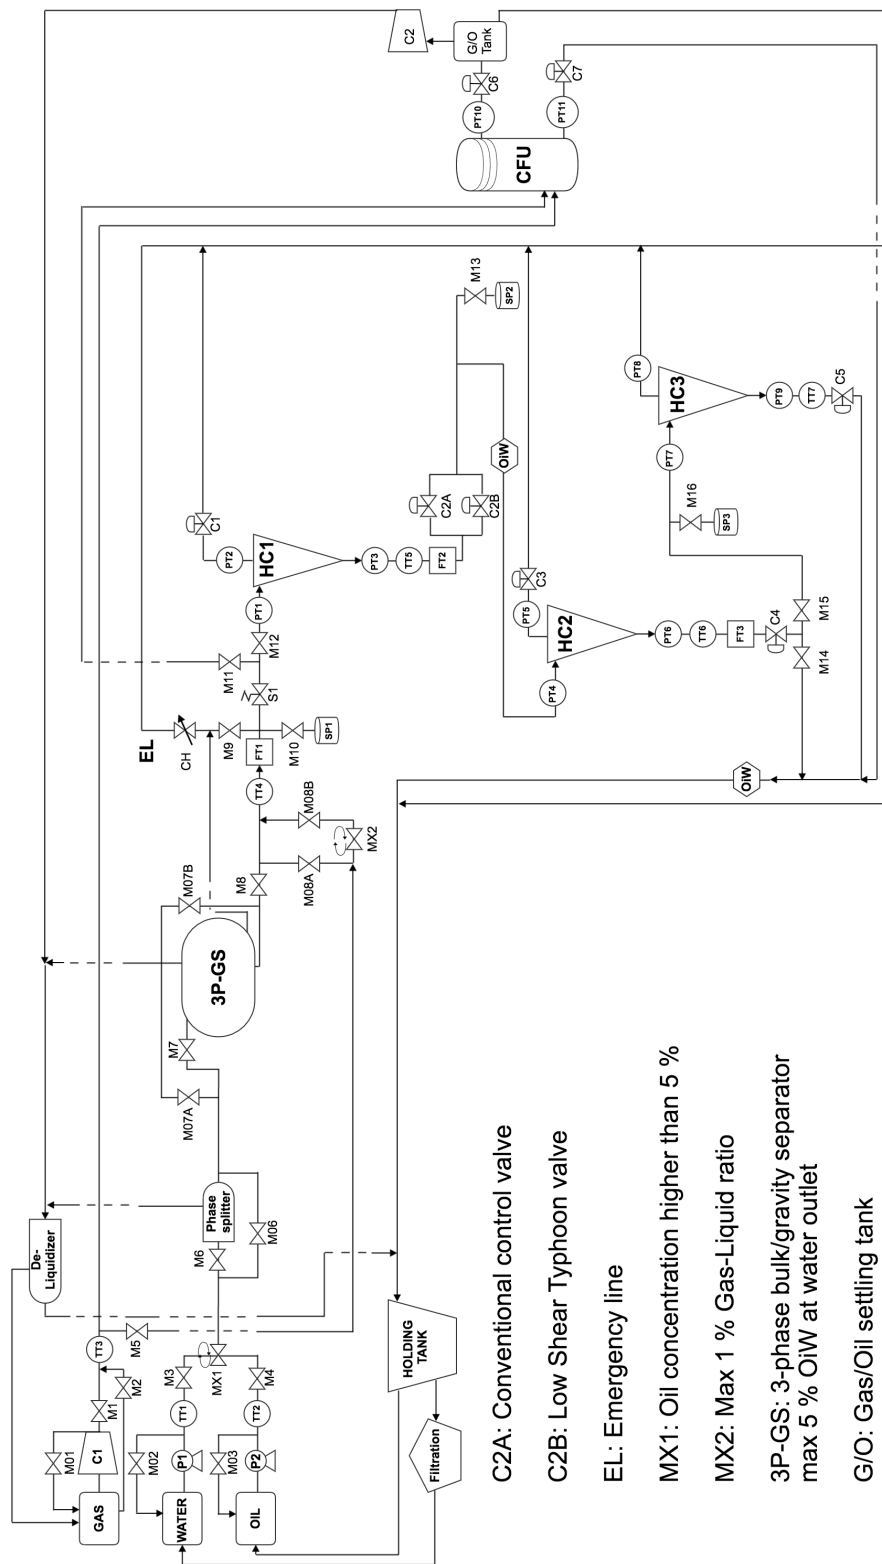 C2
G/O
Tank
C6
C7
PT10
PT11
CFU
M13
SP2
C1
PT2
HC1
PT1
M12
PT3
TT5
FT2
C2A
C2B
OiW
M11
S1
EL
CH
M9
FT1
M10
SP1
TT4
M08B
MX2
M08A
M8
M07B
3P-GS
M7
M07A
Phase
splitter
M6
M06
De-
Liquidizer
TT3
M5
M1
M2
M01
C1
GAS
M3
MX1
M4
TT1
TT2
M02
M03
P1
P2
WATER
OIL
HOLDING
TANK
Filtration
C3
PT5
HC2
PT4
PT6
TT6
FT3
C4
M14
M15
M16
SP3
PT7
PT8
HC3
PT9
TT7
C5
OiW
C2A: Conventional control valve
C2B: Low Shear Typhoon valve
EL: Emergency line
MX1: Oil concentration higher than 5 %
MX2: Max 1 % Gas-Liquid ratio
3P-GS: 3-phase bulk/gravity separator
max 5 % OiW at water outlet
G/O: Gas/Oil settling tank